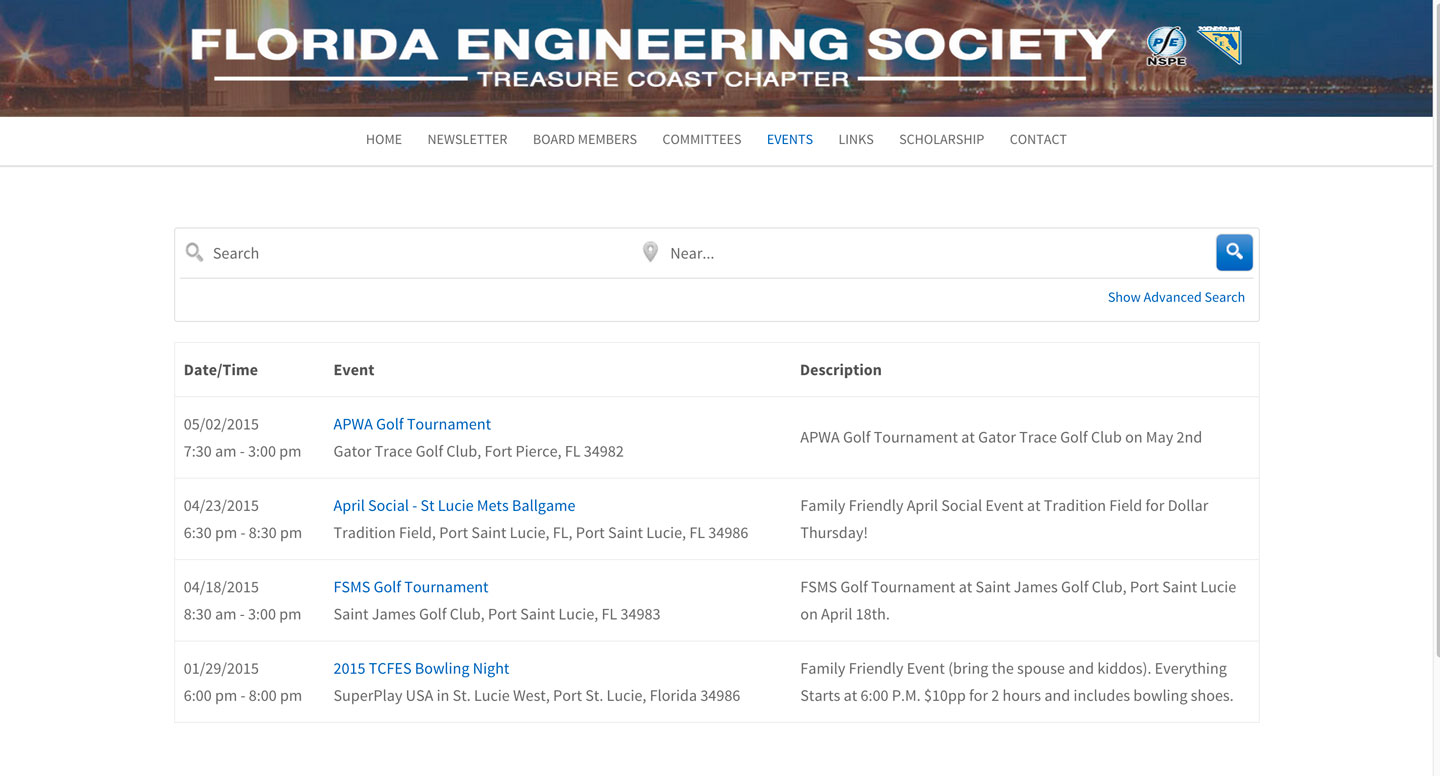 FLORIDA ENGINEERING SOCIETY
TREASURE COAST CHAPTER
NSPE
HOME NEWSLETTER BOARD MEMBERS COMMITTEES EVENTS LINKS SCHOLARSHIP CONTACT
Search Near...
Show Advanced Search
Date/Time Event Description
05/02/2015 APWA Golf Tournament
7:30 am - 3:00 pm Gator Trace Golf Club, Fort Pierce, FL 34982
APWA Golf Tournament at Gator Trace Golf Club on May 2nd
04/23/2015 April Social - St Lucie Mets Ballgame Family Friendly April Social Event at Tradition Field for Dollar
6:30 pm - 8:30 pm Tradition Field, Port Saint Lucie, FL, Port Saint Lucie, FL 34986 Thursday!
04/18/2015 FSMS Golf Tournament FSMS Golf Tournament at Saint James Golf Club, Port Saint Lucie
8:30 am - 3:00 pm Saint James Golf Club, Port Saint Lucie, FL 34983 on April 18th.
01/29/2015 2015 TCFES Bowling Night Family Friendly Event (bring the spouse and kiddos). Everything
6:00 pm - 8:00 pm SuperPlay USA in St. Lucie West, Port St. Lucie, Florida 34986 Starts at 6:00 P.M. $10pp for 2 hours and includes bowling shoes.